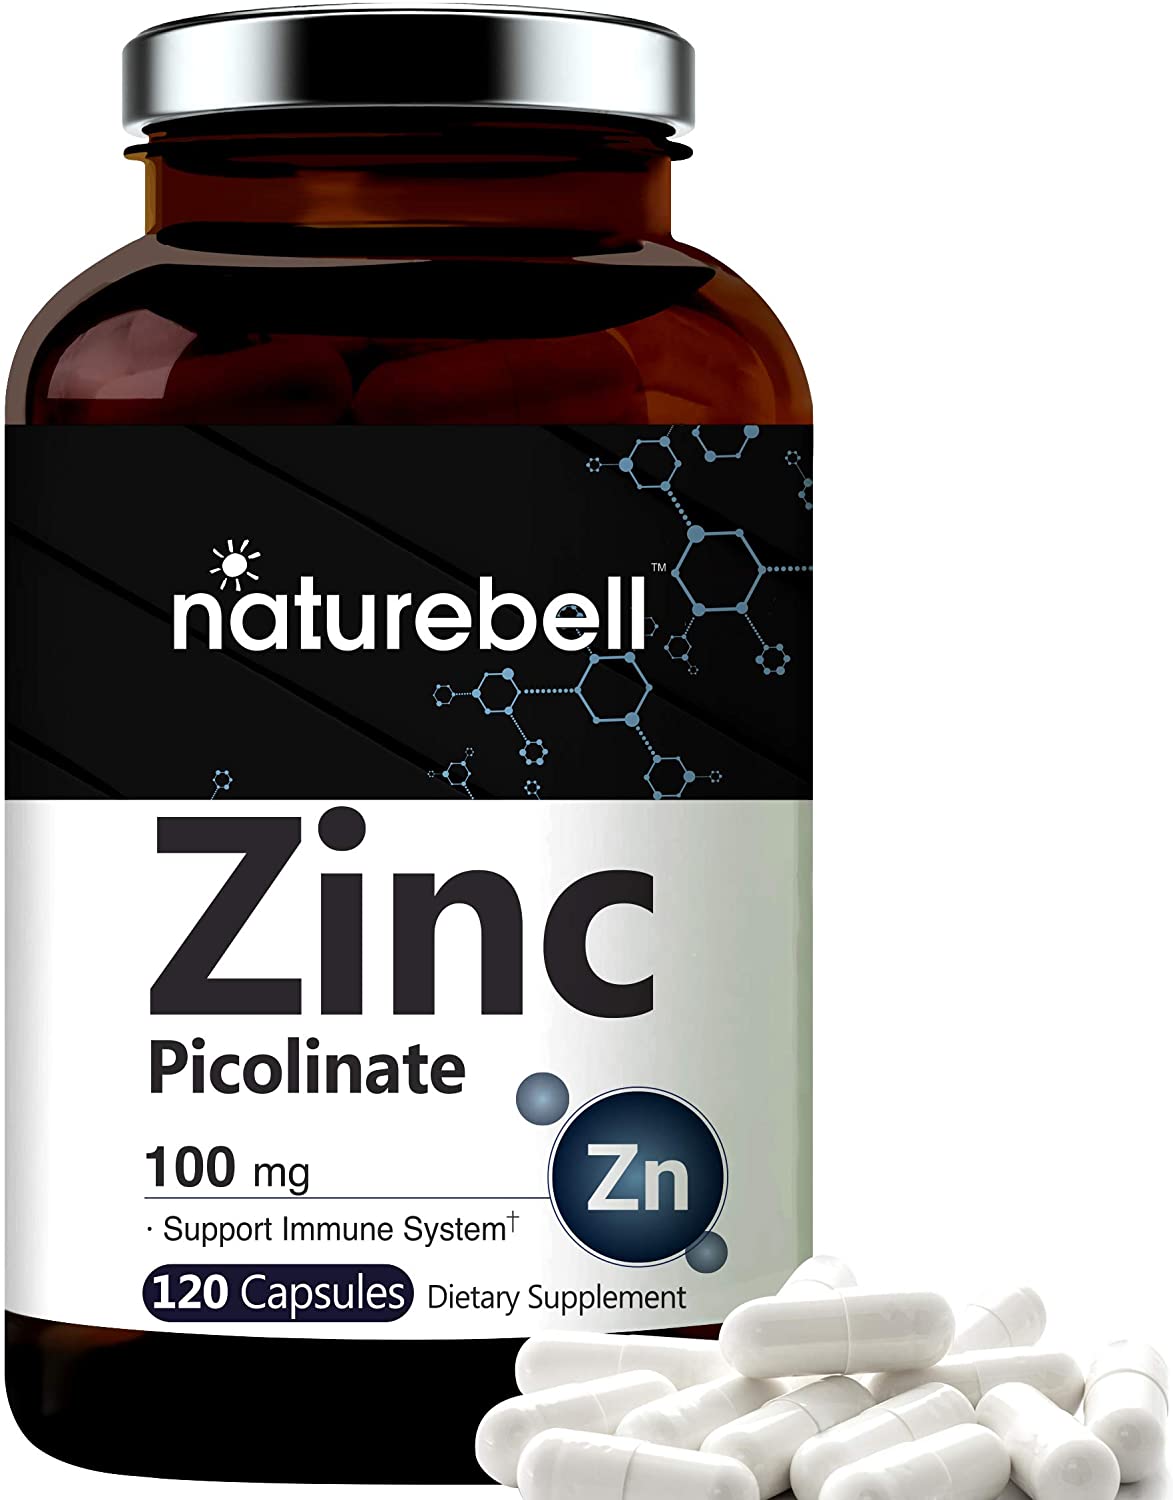 naturebell™
Zinc
Picolinate
100 mg
· Support Immune System†
120 Capsules Dietary Supplement
Zn